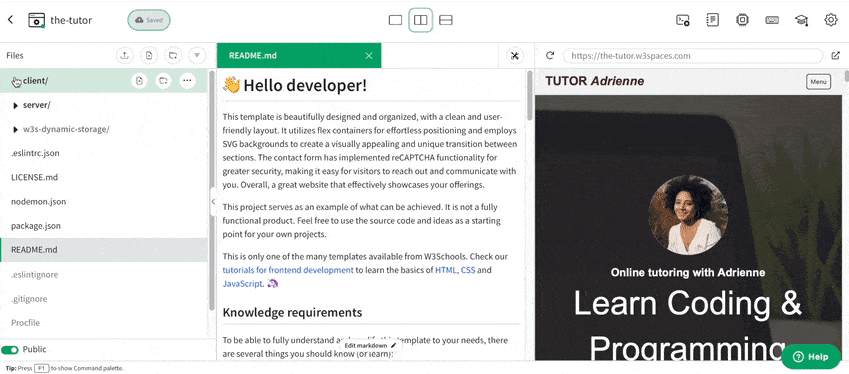 the-tutor
Saved
Files
README.md
https://the-tutor.w3spaces.com
client/
server/
w3s-dynamic-storage/
.eslintrc.json
LICENSE.md
nodemon.json
package.json
README.md
.eslintignore
.gitignore
Procfile
Public
Tip: Press F1 to show Command palette.
👋 Hello developer!
This template is beautifully designed and organized, with a clean and user-
friendly layout. It utilizes flex containers for effortless positioning and employs
SVG backgrounds to create a visually appealing and unique transition between
sections. The contact form has implemented reCAPTCHA functionality for
greater security, making it easy for visitors to reach out and communicate with
you. Overall, a great website that effectively showcases your offerings.
This project serves as an example of what can be achieved. It is not a fully
functional product. Feel free to use the source code and ideas as a starting
point for your own projects.
This is only one of the many templates available from W3Schools. Check our
tutorials for frontend development to learn the basics of HTML, CSS and
JavaScript. 🦄
Knowledge requirements
To be able to fully understand and template to your needs, there
are several things you should know (or learn):
Edit markdown
TUTOR Adrienne
Menu
Online tutoring with Adrienne
Learn Coding &
Programming
Help